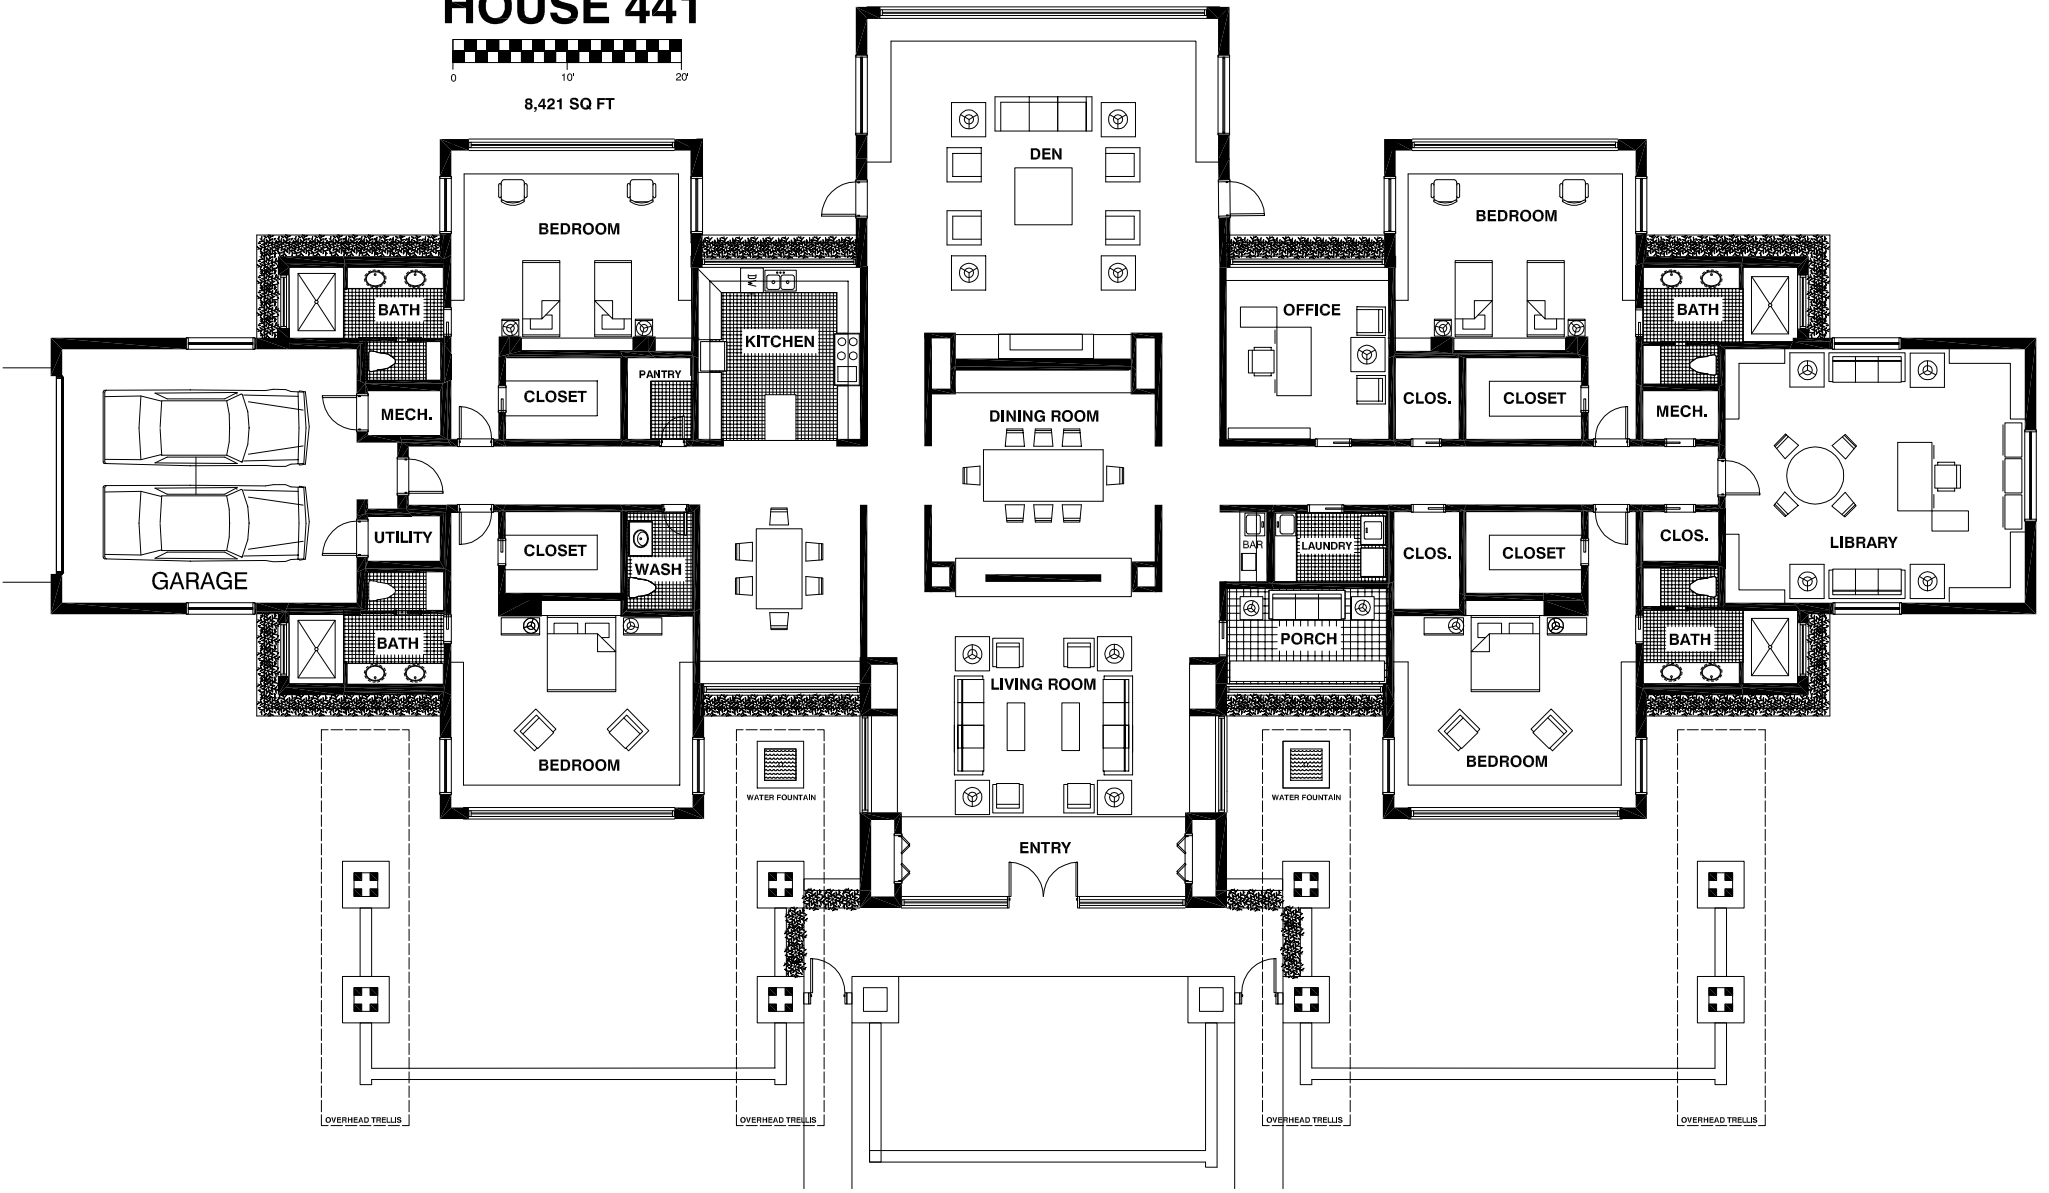 HOUSE 441
0 10' 20'
8,421 SQ FT
DEN
BEDROOM
BEDROOM
BATH
DW
KITCHEN
OFFICE
BATH
PANTRY
CLOSET
MECH.
DINING ROOM
CLOS.
CLOSET
MECH.
GARAGE
UTILITY
CLOSET
WASH
BAR
LAUNDRY
CLOS.
CLOSET
CLOS.
LIBRARY
BATH
PORCH
BATH
LIVING ROOM
BEDROOM
BEDROOM
WATER FOUNTAIN
WATER FOUNTAIN
ENTRY
OVERHEAD TRELLIS
OVERHEAD TRELLIS
OVERHEAD TRELLIS
OVERHEAD TRELLIS